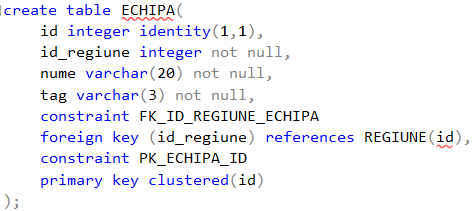 create table ECHIPA(
id integer identity(1,1),
id_regiune integer not null,
nume varchar(20) not null,
tag varchar(3) not null,
constraint FK_ID_REGIUNE_ECHIPA
foreign key (id_regiune) references REGIUNE(id),
constraint PK_ECHIPA_ID
primary key clustered(id)
);